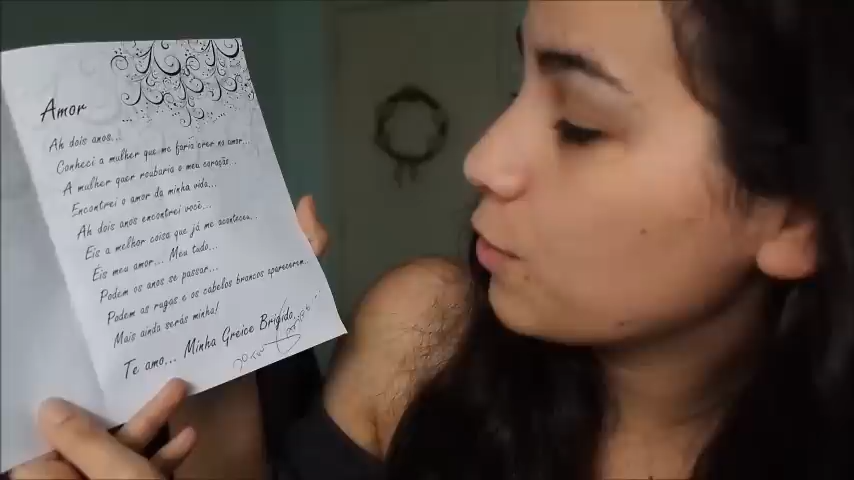 Amor
Ah dois anos...
Conheci a mulher que me faria crer no amor...
A mulher quer roubaria o meu coração...
Encontrei o amor da minha vida...
Ah dois anos encontrei você...
Eis a melhor coisa que já me aconteceu...
Eis meu amor... Meu tudo...
Podem os anos se passar...
Podem as rugas e os cabelos brancos aparecerem...
Mais ainda serás minha!
Te amo... Minha Greice Brigido...